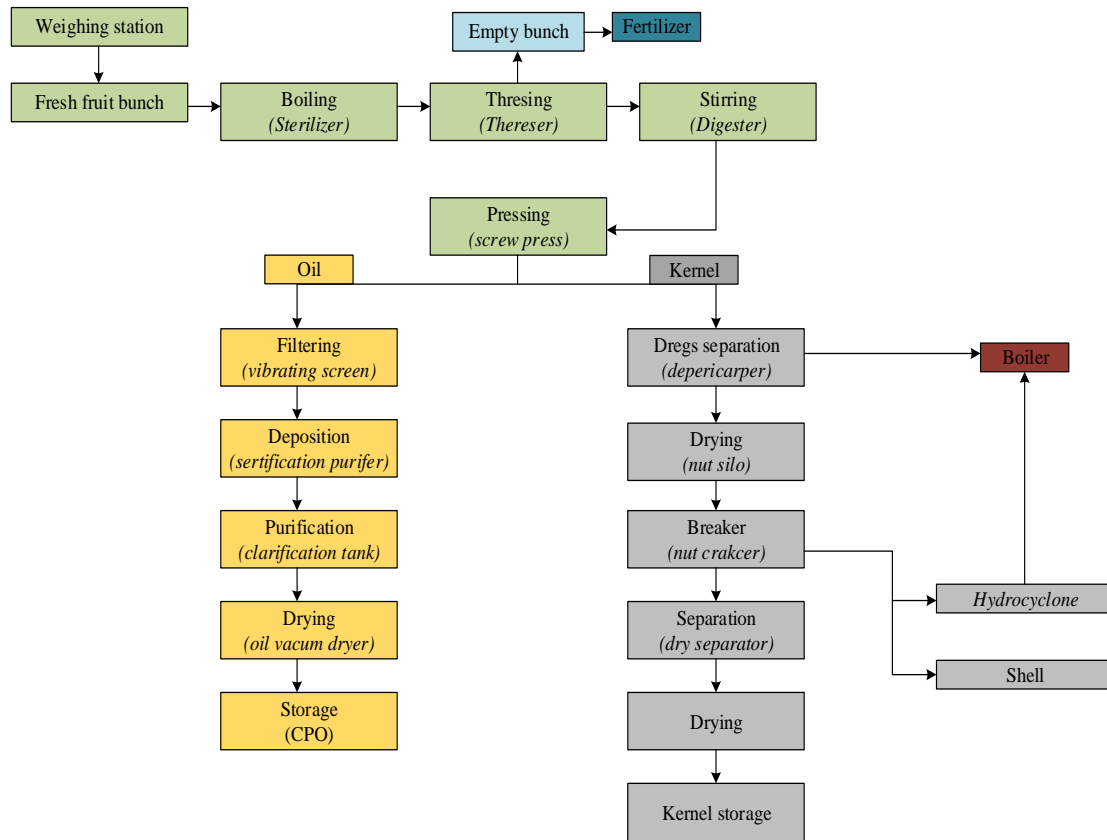 Weighing station
Empty bunch
Fertilizer
Fresh fruit bunch
Boiling
(Sterilizer)
Thresing
(Thereser)
Stirring
(Digester)
Pressing
(screw press)
Oil
Kernel
Filtering
(vibrating screen)
Dregs separation
(depericarper)
Boiler
Deposition
(sertification purifer)
Drying
(nut silo)
Purification
(clarification tank)
Breaker
(nut crakcer)
Hydrocyclone
Drying
(oil vacum dryer)
Separation
(dry separator)
Shell
Storage
(CPO)
Drying
Kernel storage